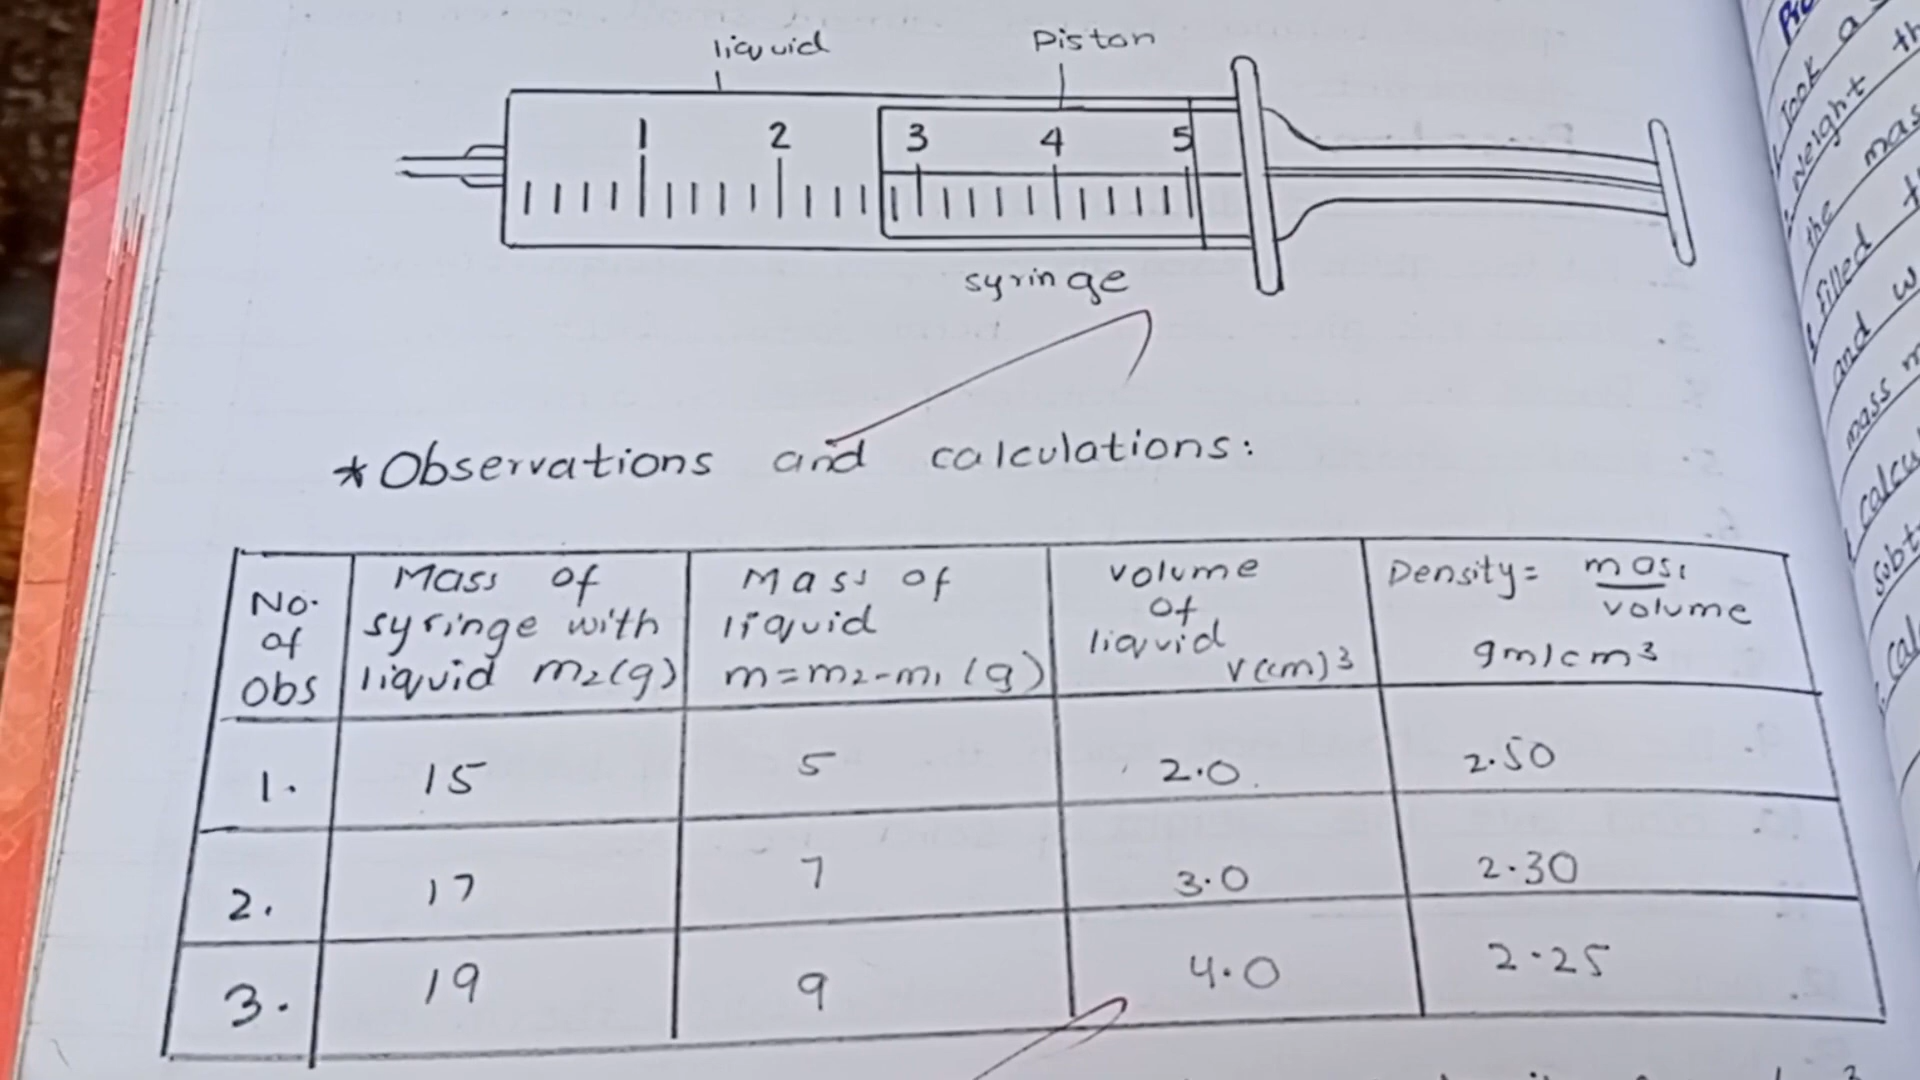 liquid
Piston
1 2 3 4 5
syringe
* Observations and calculations:
No. of Obs
Mass of syringe with liquid m₂(g)
Mass of liquid m=m₂-m₁ (g)
volume of liquid V(cm)³
Density= mass / volume gm/cm³
1. 15 5 2.0 2.50
2. 17 7 3.0 2.30
3. 19 9 4.0 2.25
Took a
weight th
the mas
filled th
and w
mass m
calcu
subt
cal